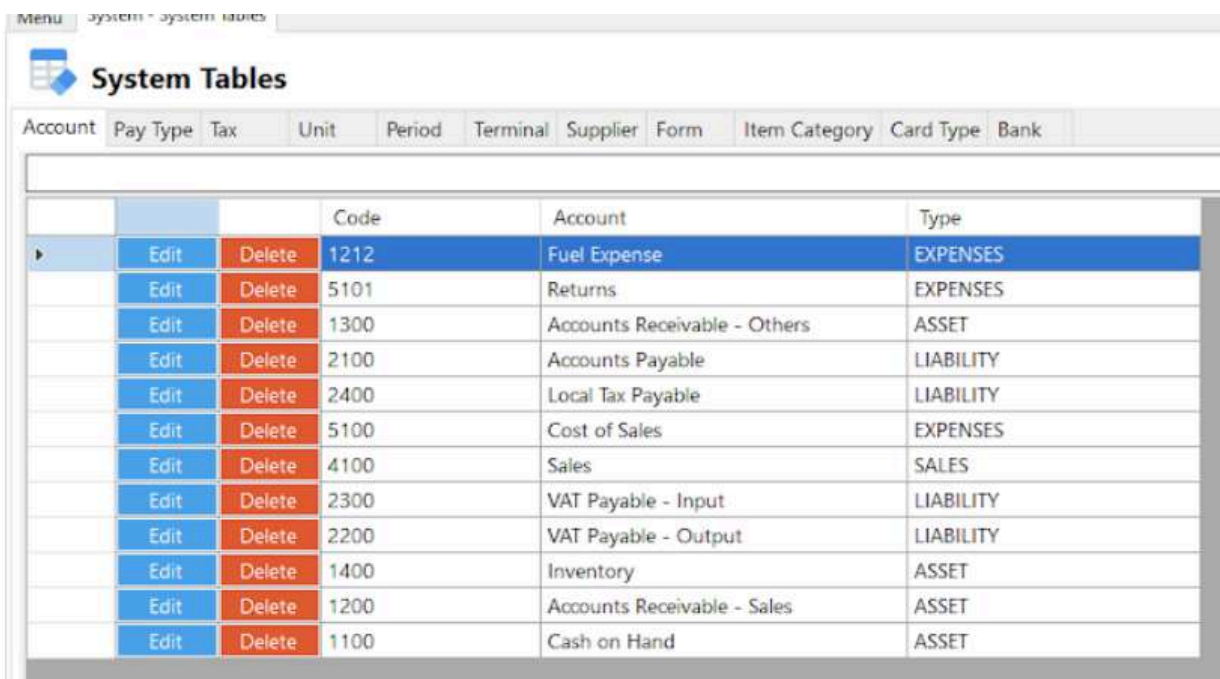 Menu System - System Tables
System Tables
Account Pay Type Tax Unit Period Terminal Supplier Form Item Category Card Type Bank
Code Account Type
Edit Delete 1212 Fuel Expense EXPENSES
Edit Delete 5101 Returns EXPENSES
Edit Delete 1300 Accounts Receivable - Others ASSET
Edit Delete 2100 Accounts Payable LIABILITY
Edit Delete 2400 Local Tax Payable LIABILITY
Edit Delete 5100 Cost of Sales EXPENSES
Edit Delete 4100 Sales SALES
Edit Delete 2300 VAT Payable - Input LIABILITY
Edit Delete 2200 VAT Payable - Output LIABILITY
Edit Delete 1400 Inventory ASSET
Edit Delete 1200 Accounts Receivable - Sales ASSET
Edit Delete 1100 Cash on Hand ASSET